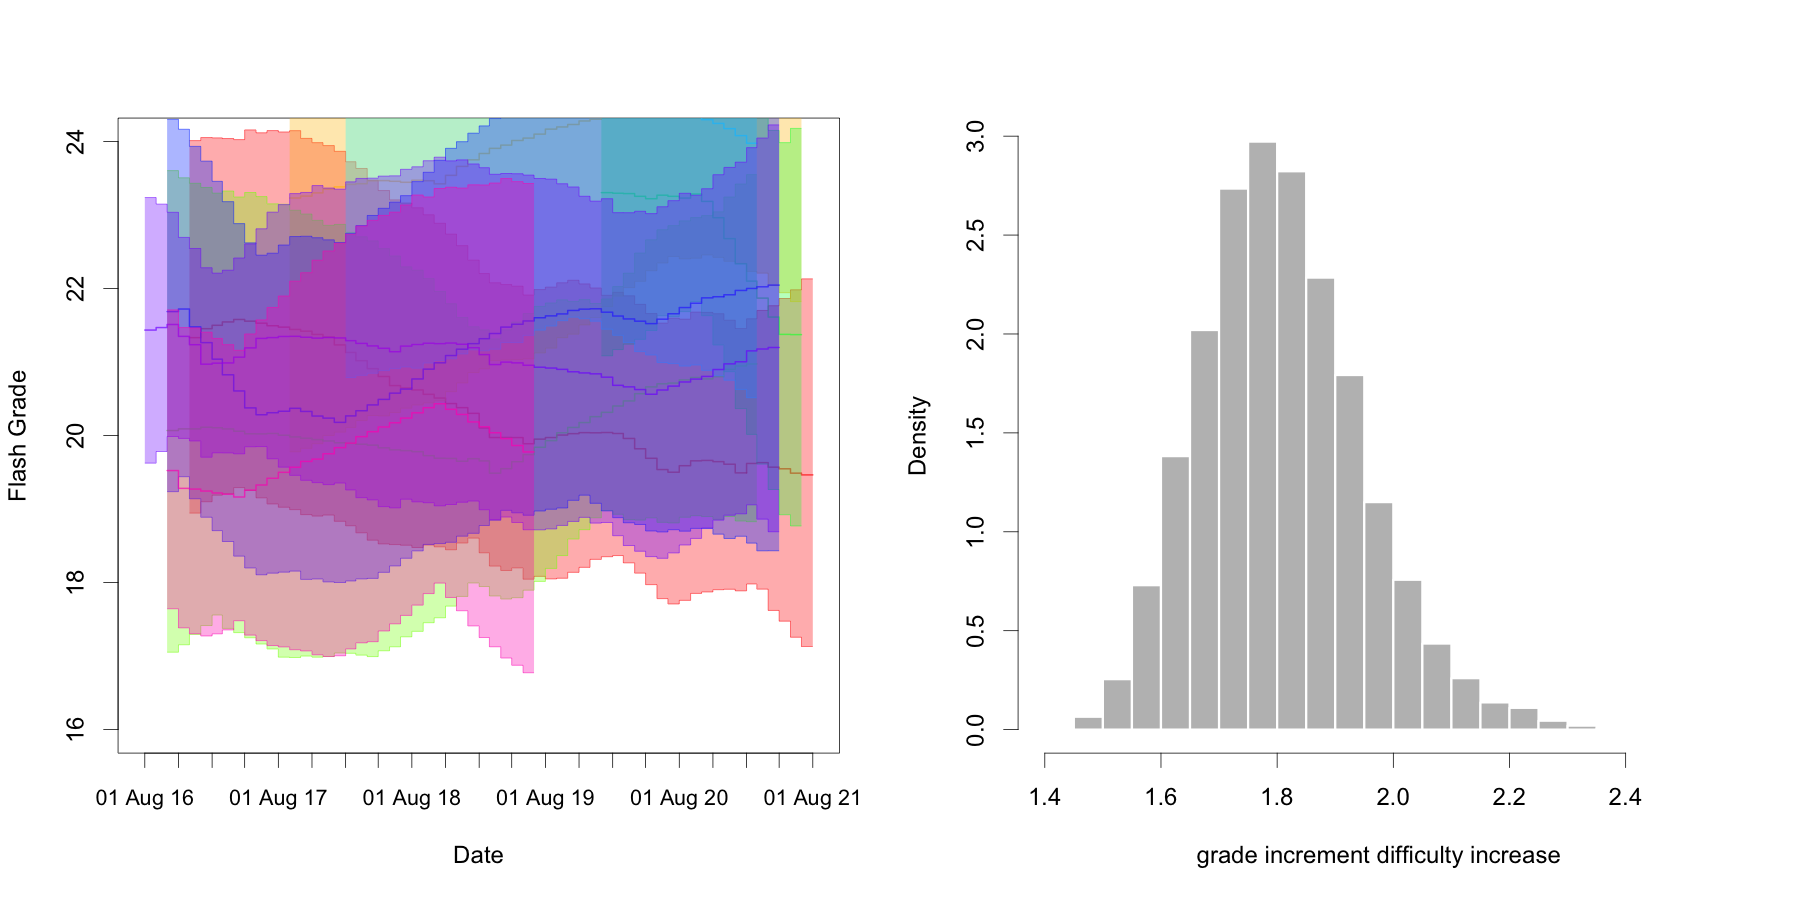 Flash Grade
24
22
20
18
16
01 Aug 16 01 Aug 17 01 Aug 18 01 Aug 19 01 Aug 20 01 Aug 21
Date
Density
3.0
2.5
2.0
1.5
1.0
0.5
0.0
1.4 1.6 1.8 2.0 2.2 2.4
grade increment difficulty increase